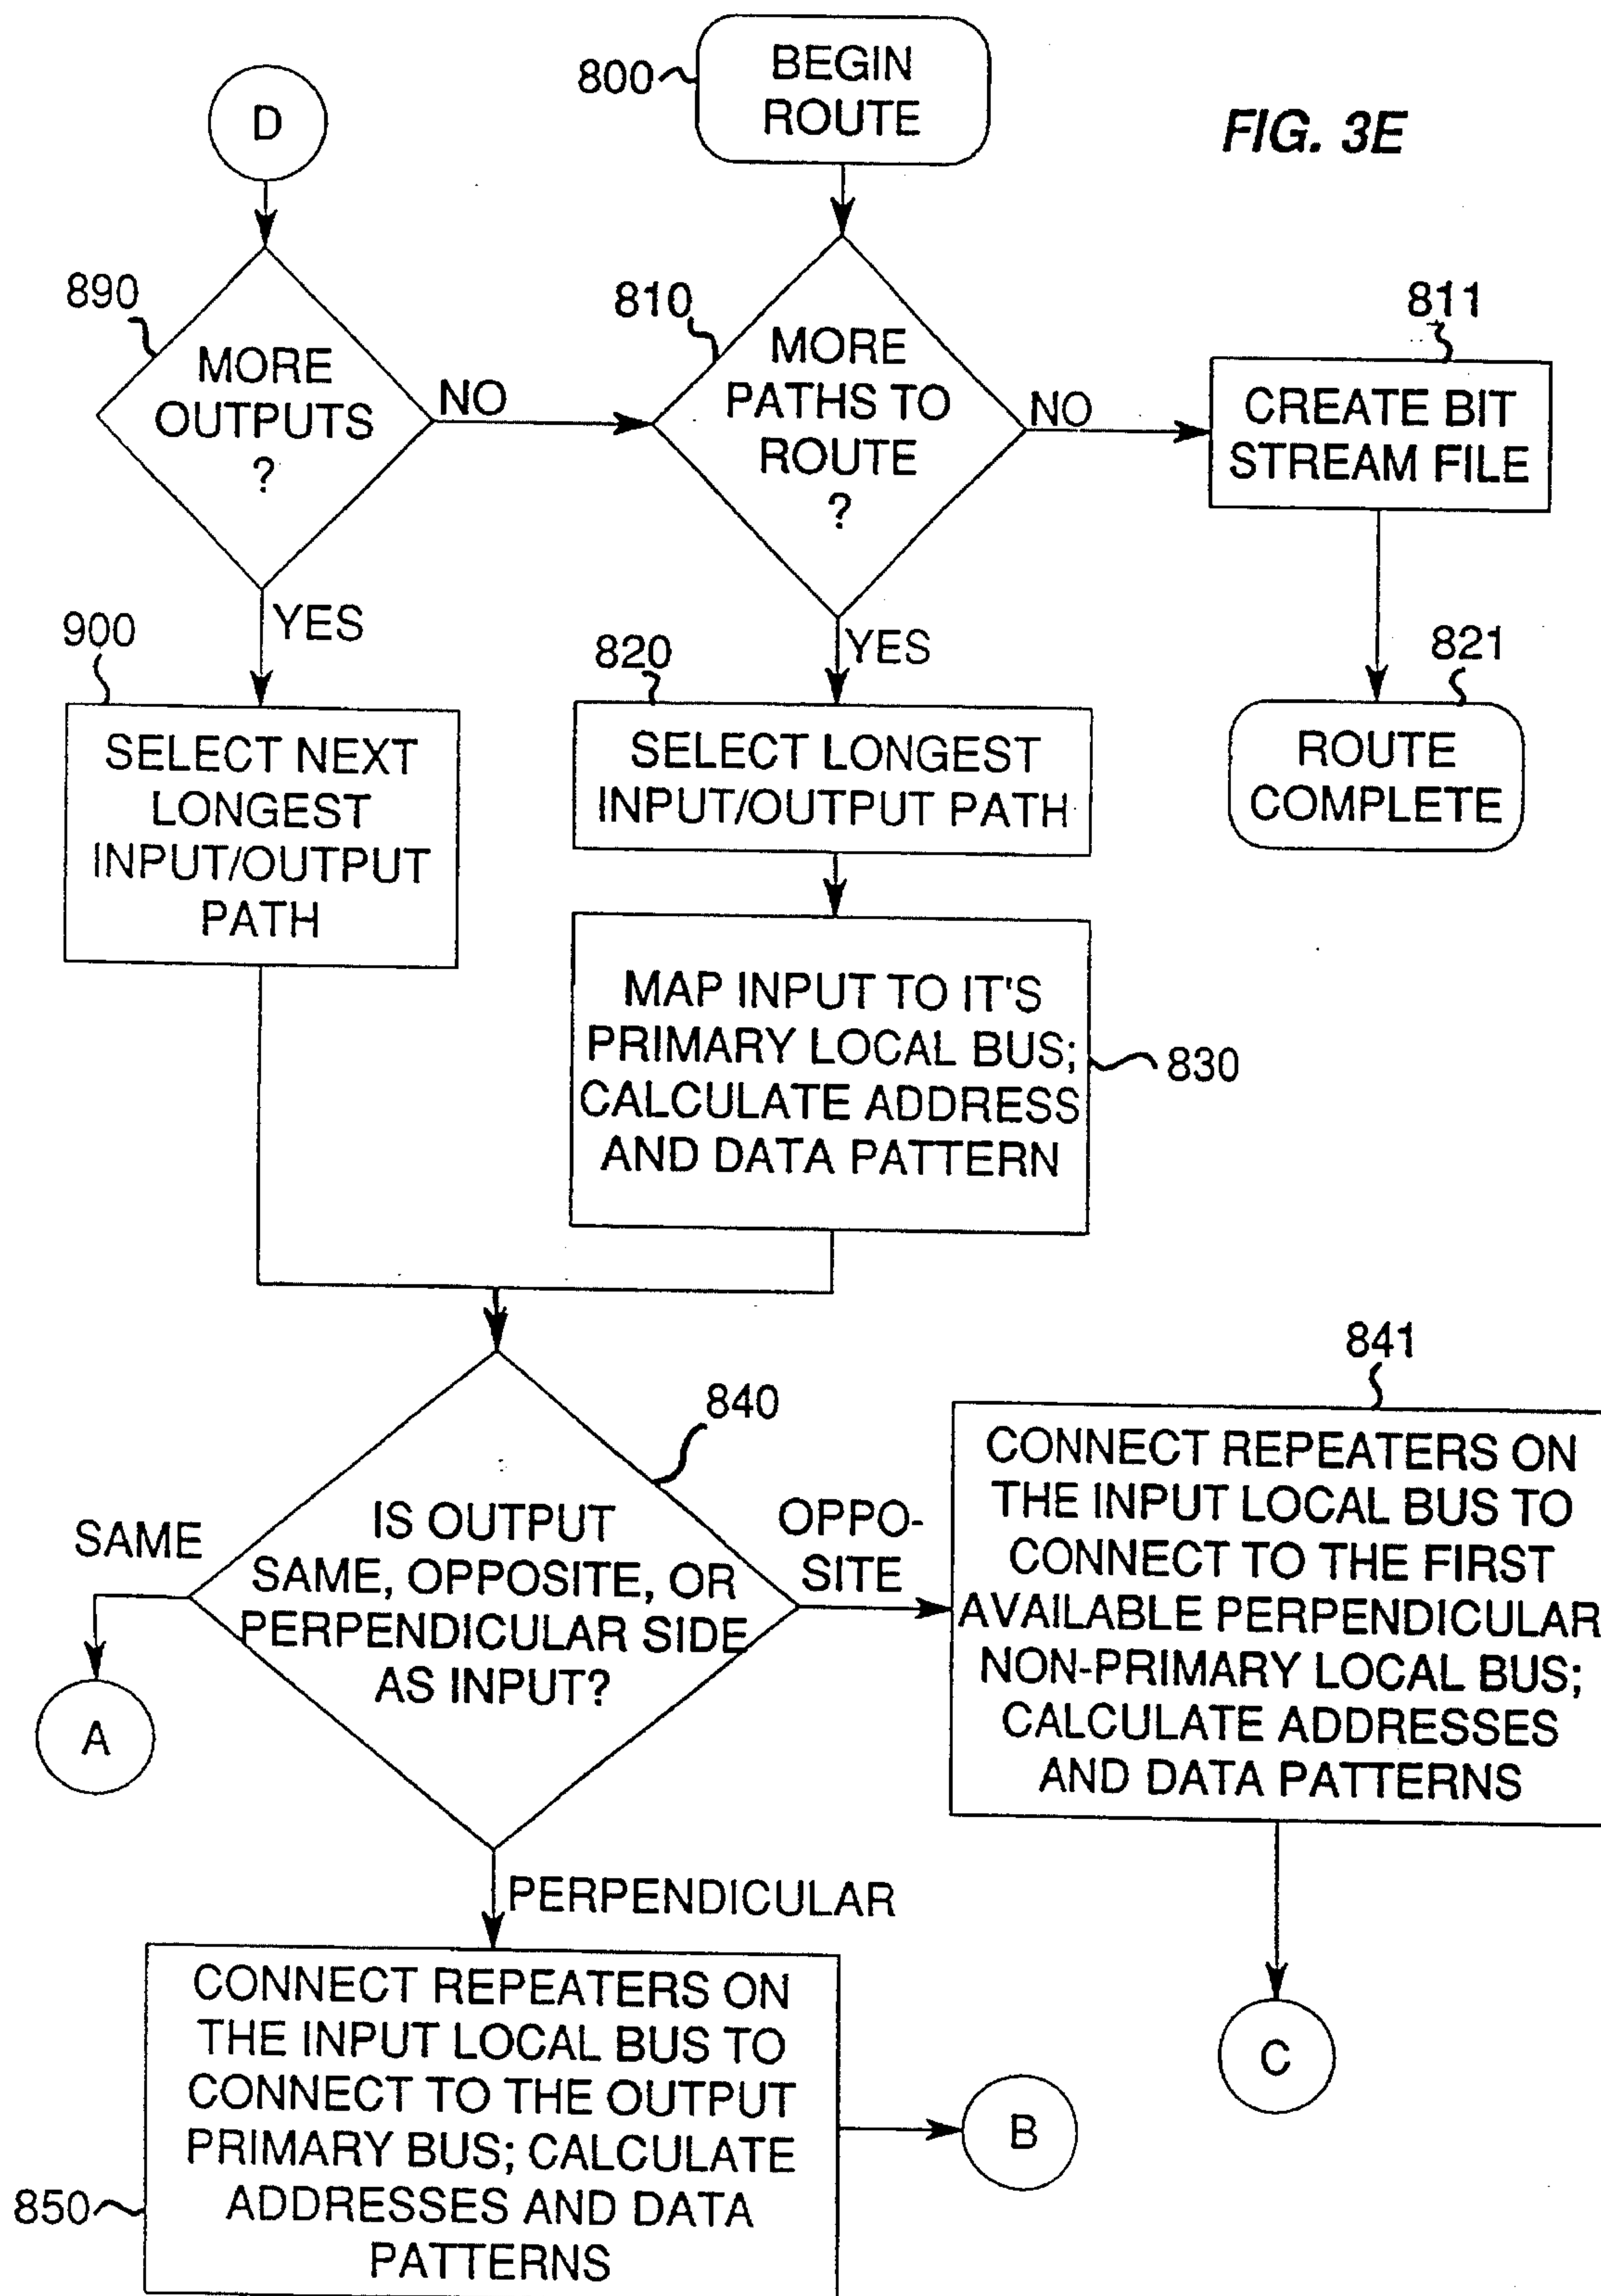 D
800
BEGIN
ROUTE
FIG. 3E
890
MORE
OUTPUTS
?
NO
810
MORE
PATHS TO
ROUTE
?
NO
811
CREATE BIT
STREAM FILE
YES
900
SELECT NEXT
LONGEST
INPUT/OUTPUT
PATH
YES
820
SELECT LONGEST
INPUT/OUTPUT PATH
821
ROUTE
COMPLETE
MAP INPUT TO IT'S
PRIMARY LOCAL BUS;
CALCULATE ADDRESS
AND DATA PATTERN
830
840
IS OUTPUT
SAME, OPPOSITE, OR
PERPENDICULAR SIDE
AS INPUT?
SAME
A
OPPO-
SITE
841
CONNECT REPEATERS ON
THE INPUT LOCAL BUS TO
CONNECT TO THE FIRST
AVAILABLE PERPENDICULAR
NON-PRIMARY LOCAL BUS;
CALCULATE ADDRESSES
AND DATA PATTERNS
C
PERPENDICULAR
CONNECT REPEATERS ON
THE INPUT LOCAL BUS TO
CONNECT TO THE OUTPUT
PRIMARY BUS; CALCULATE
ADDRESSES AND DATA
PATTERNS
850
B